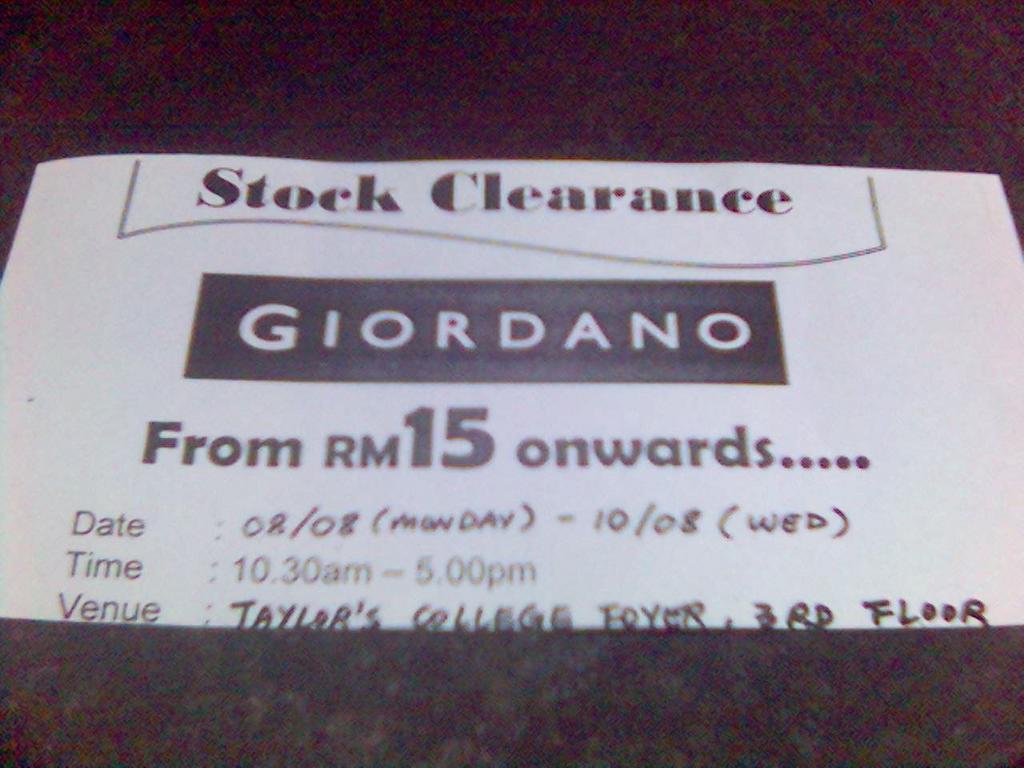 Stock Clearance
GIORDANO
From RM15 onwards.....
Date : 08/08 (MONDAY) - 10/08 (WED)
Time : 10.30am – 5.00pm
Venue : TAYLOR'S COLLEGE FOYER, 3RD FLOOR